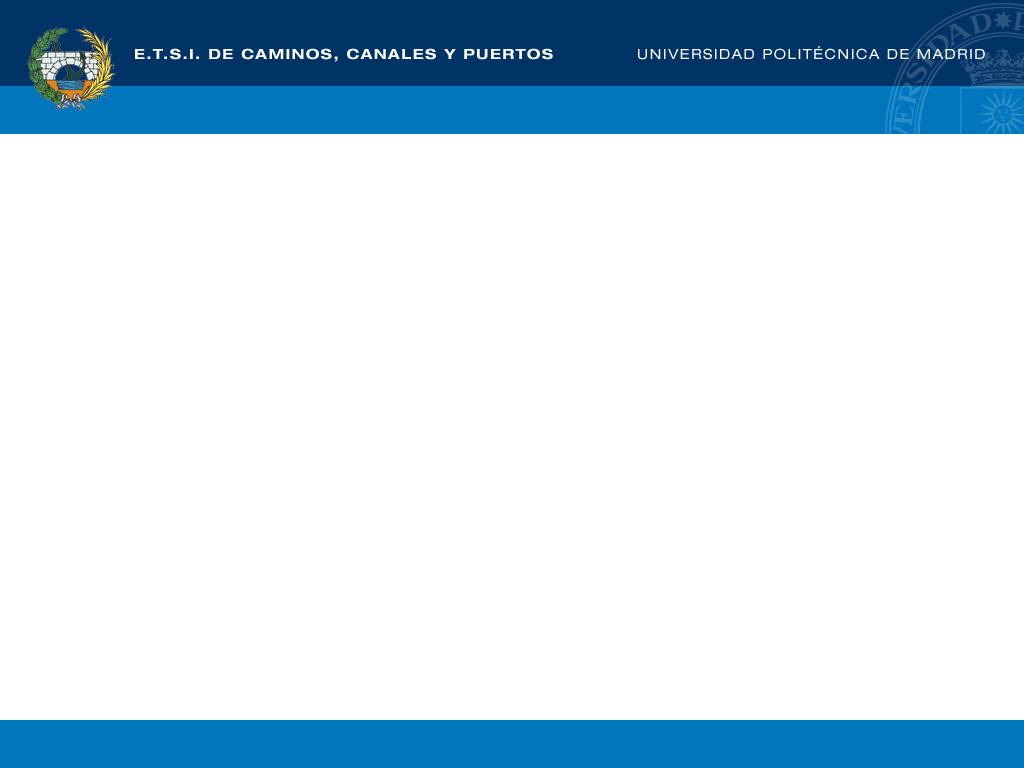 E.T.S.I. DE CAMINOS, CANALES Y PUERTOS
UNIVERSIDAD POLITÉCNICA DE MADRID